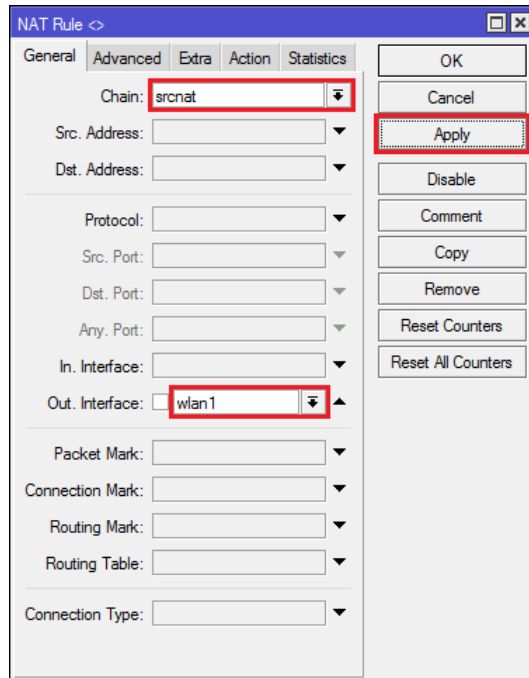 NAT Rule <>
General Advanced Extra Action Statistics
Chain: srcnat
Src. Address:
Dst. Address:
Protocol:
Src. Port:
Dst. Port:
Any. Port:
In. Interface:
Out. Interface: wlan1
Packet Mark:
Connection Mark:
Routing Mark:
Routing Table:
Connection Type:
OK
Cancel
Apply
Disable
Comment
Copy
Remove
Reset Counters
Reset All Counters